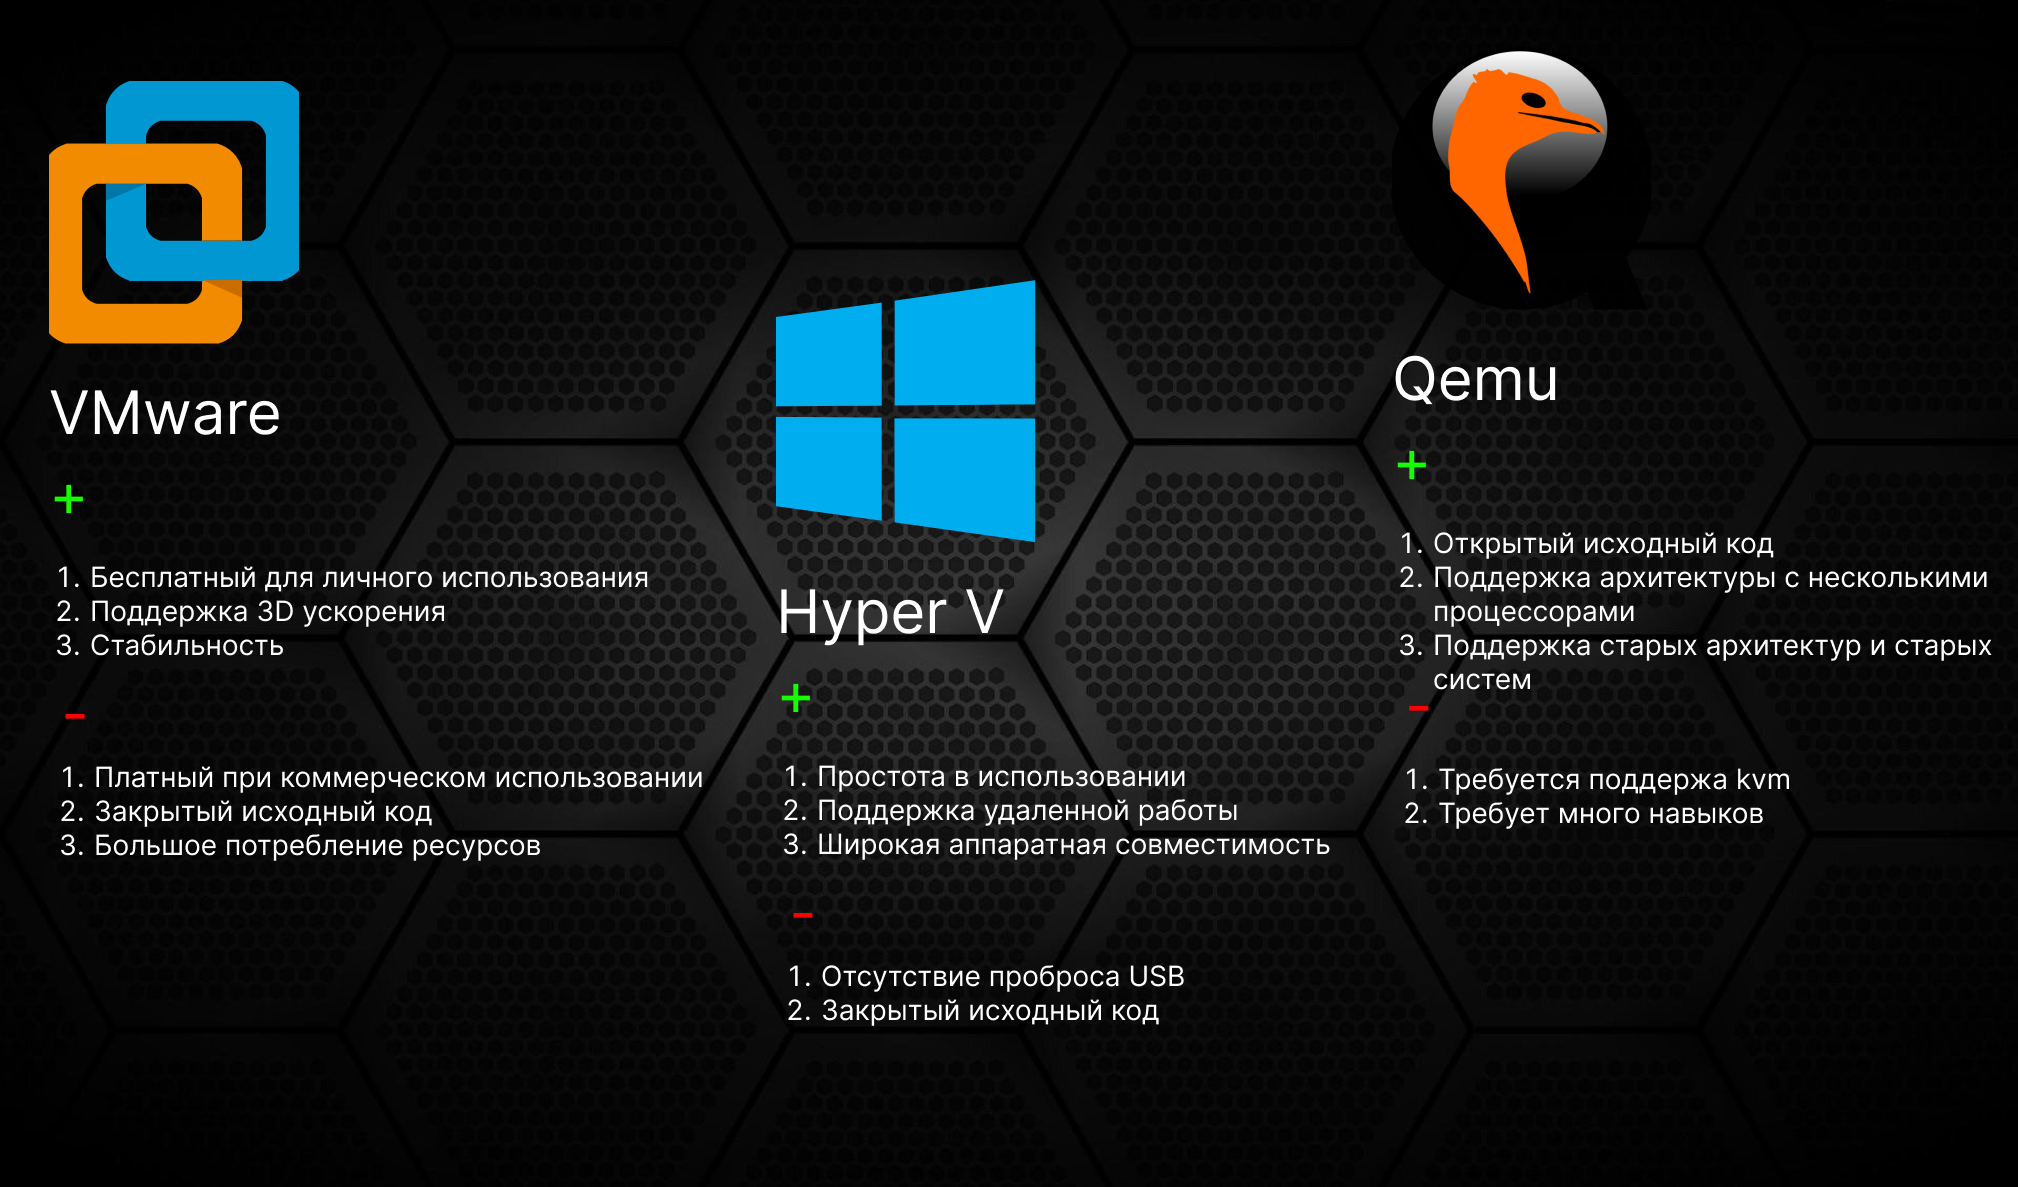 VMware
+
1. Бесплатный для личного использования
2. Поддержка 3D ускорения
3. Стабильность
-
1. Платный при коммерческом использовании
2. Закрытый исходный код
3. Большое потребление ресурсов
Hyper V
+
1. Простота в использовании
2. Поддержка удаленной работы
3. Широкая аппаратная совместимость
-
1. Отсутствие проброса USB
2. Закрытый исходный код
Qemu
+
1. Открытый исходный код
2. Поддержка архитектуры с несколькими
процессорами
3. Поддержка старых архитектур и старых
систем
-
1. Требуется поддержа kvm
2. Требует много навыков